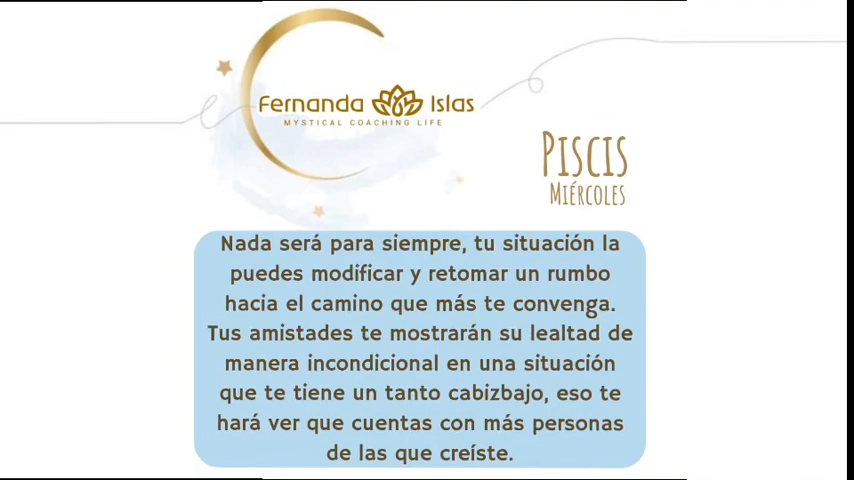 Fernanda Islas
MYSTICAL COACHING LIFE
PISCIS
MIÉRCOLES
Nada será para siempre, tu situación la
puedes modificar y retomar un rumbo
hacia el camino que más te convenga.
Tus amistades te mostrarán su lealtad de
manera incondicional en una situación
que te tiene un tanto cabizbajo, eso te
hará ver que cuentas con más personas
de las que creíste.